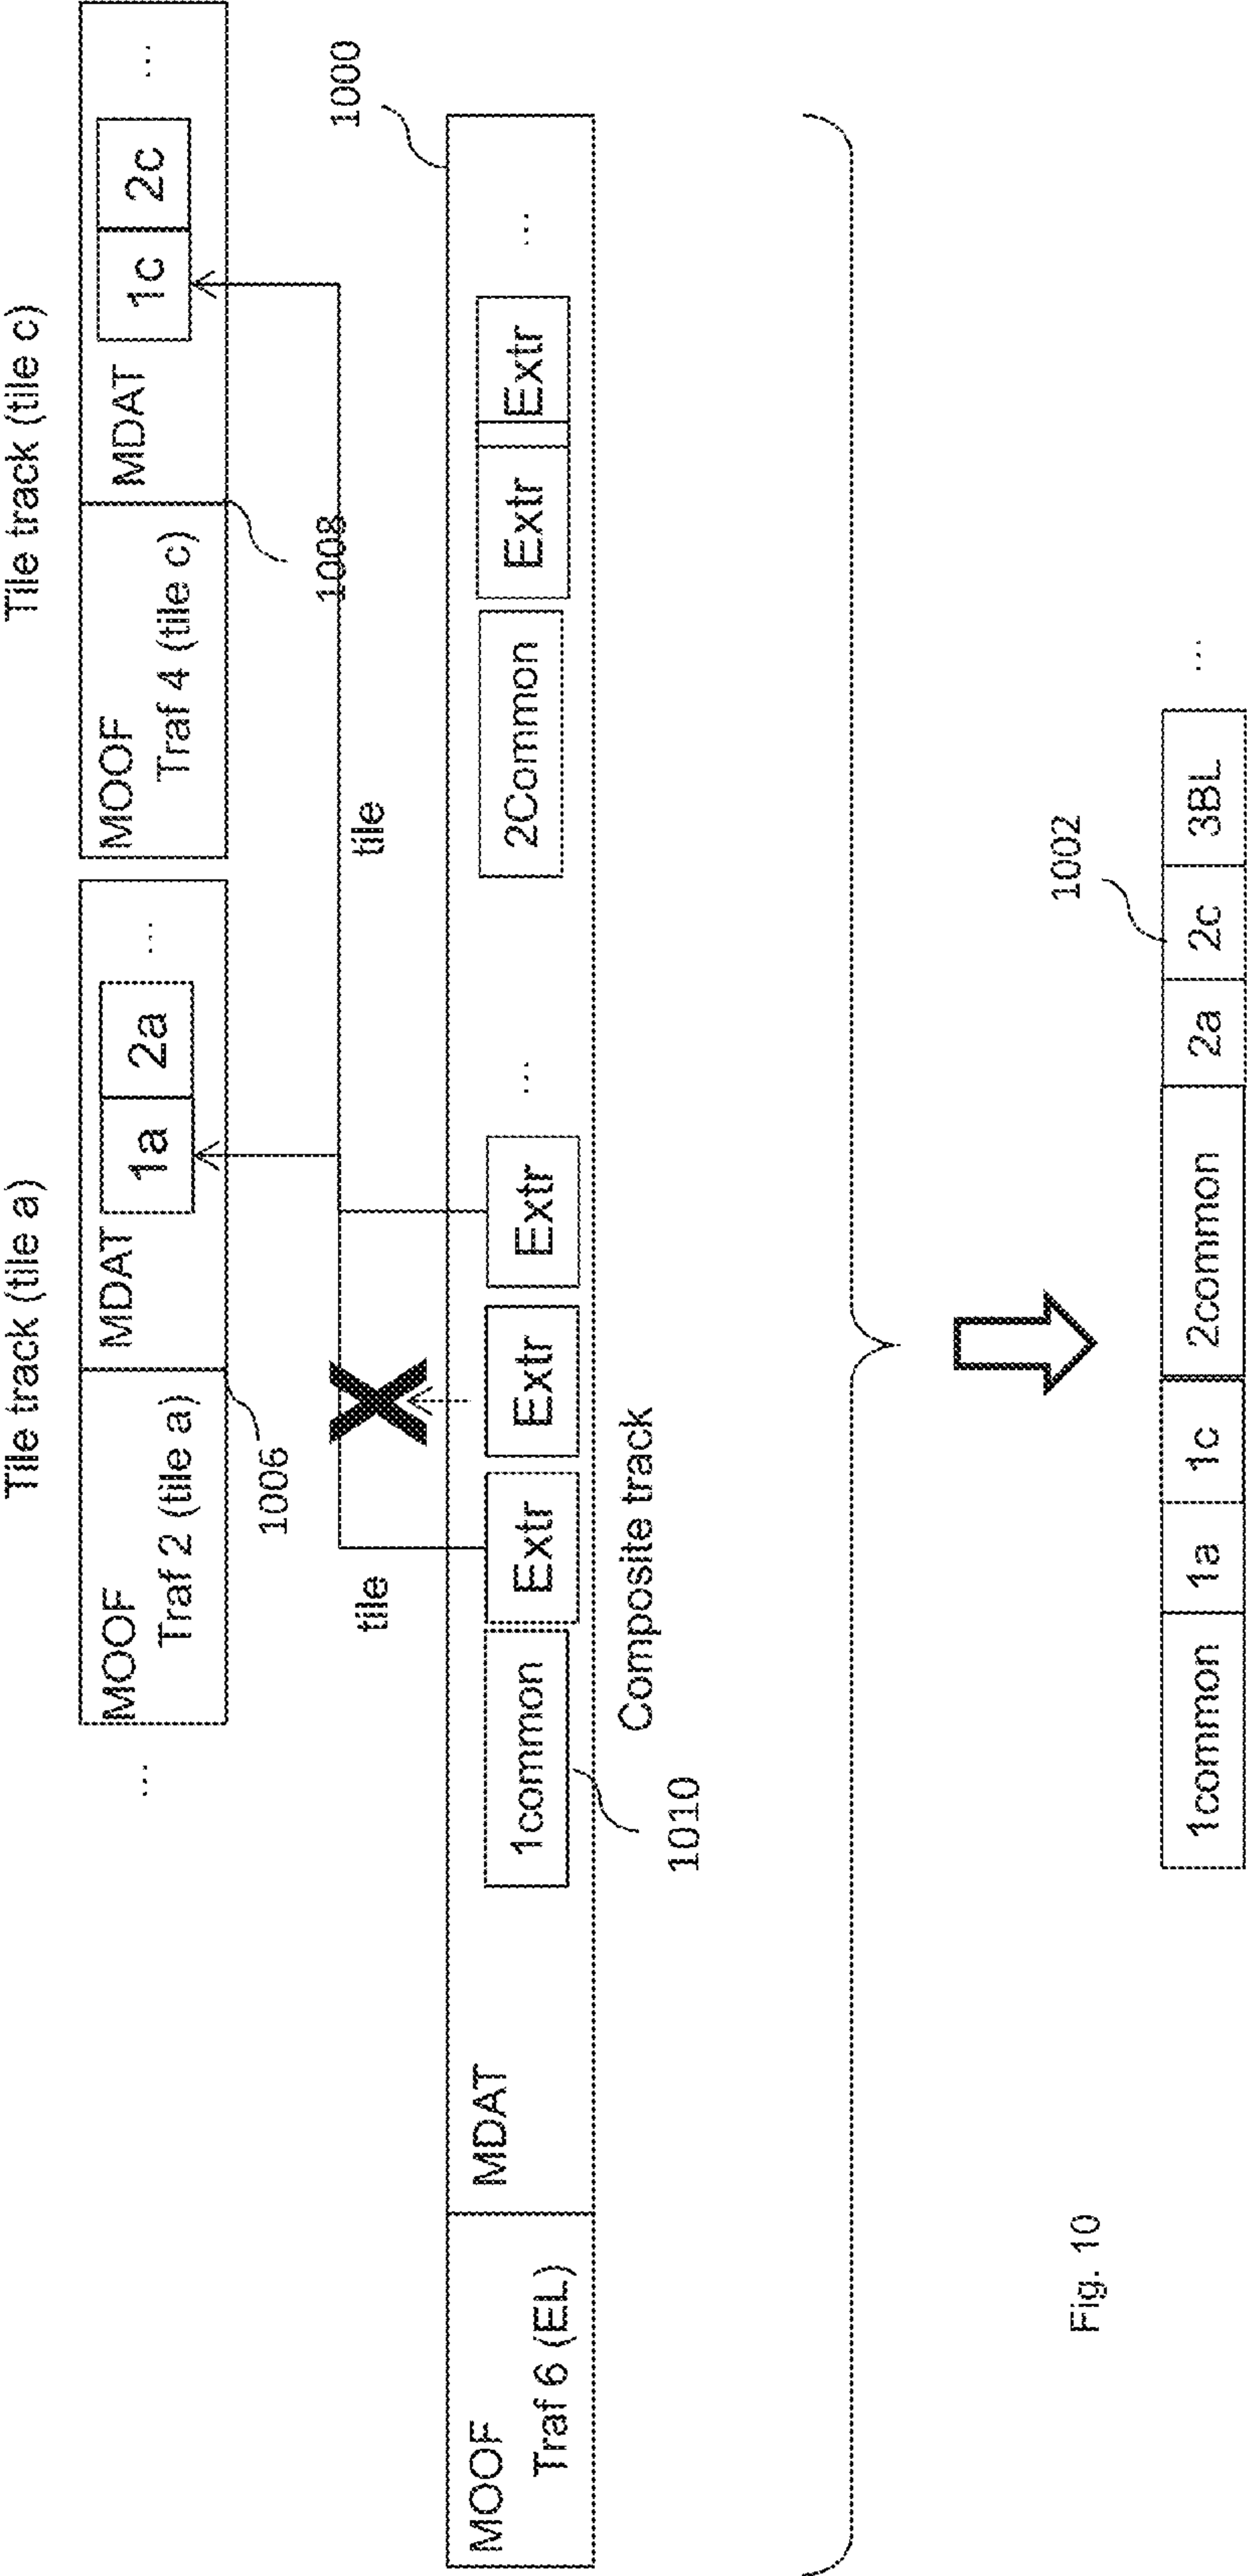 Tile track (tile a)
Tile track (tile c)
...
MOOF
Traf 2 (tile a)
MDAT
1a
2a
...
MOOF
Traf 4 (tile c)
MDAT
1c
2c
...
1006
1008
1000
tile
tile
MOOF
Traf 6 (EL)
MDAT
1common
Extr
Extr
Extr
...
2Common
Extr
Extr
...
1010
Composite track
1002
1common
1a
1c
2common
2a
2c
3BL
...
Fig. 10